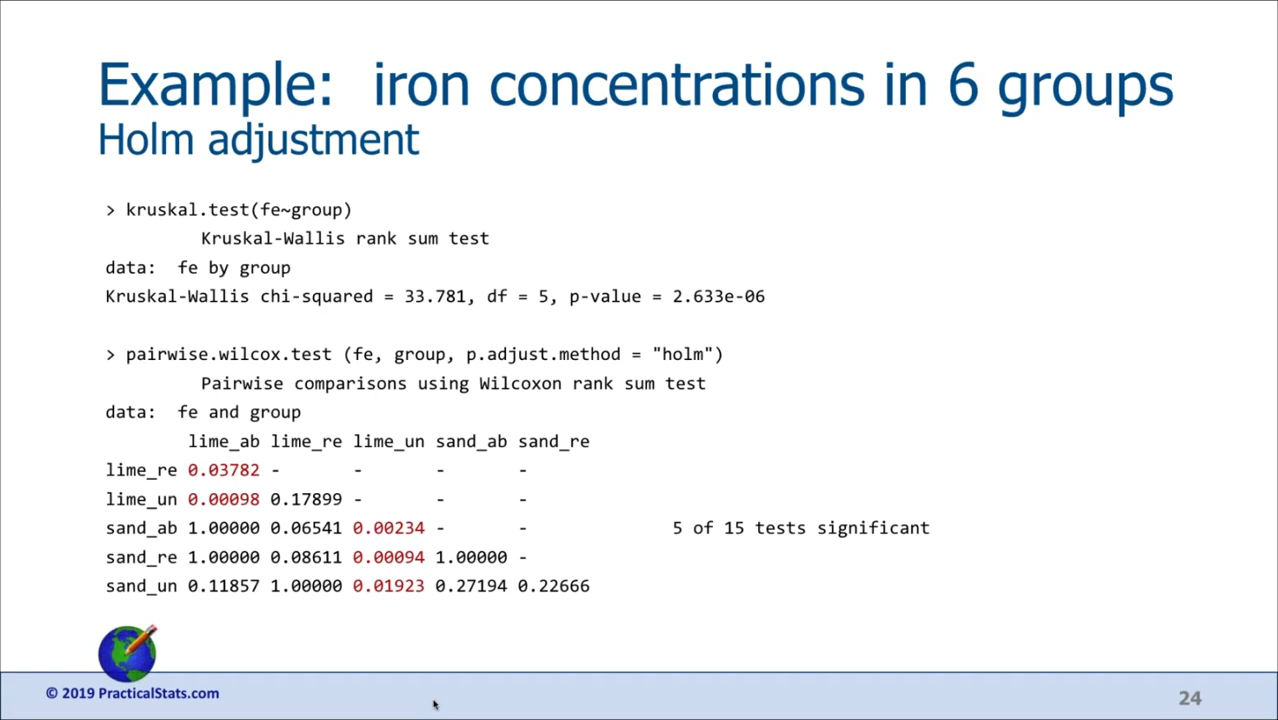 Example: iron concentrations in 6 groups
Holm adjustment
> kruskal.test(fe~group)
Kruskal-Wallis rank sum test
data: fe by group
Kruskal-Wallis chi-squared = 33.781, df = 5, p-value = 2.633e-06
> pairwise.wilcox.test (fe, group, p.adjust.method = "holm")
Pairwise comparisons using Wilcoxon rank sum test
data: fe and group
lime_ab lime_re lime_un sand_ab sand_re
lime_re 0.03782 - - - -
lime_un 0.00098 0.17899 - - -
sand_ab 1.00000 0.06541 0.00234 - - 5 of 15 tests significant
sand_re 1.00000 0.08611 0.00094 1.00000 -
sand_un 0.11857 1.00000 0.01923 0.27194 0.22666
© 2019 PracticalStats.com
24